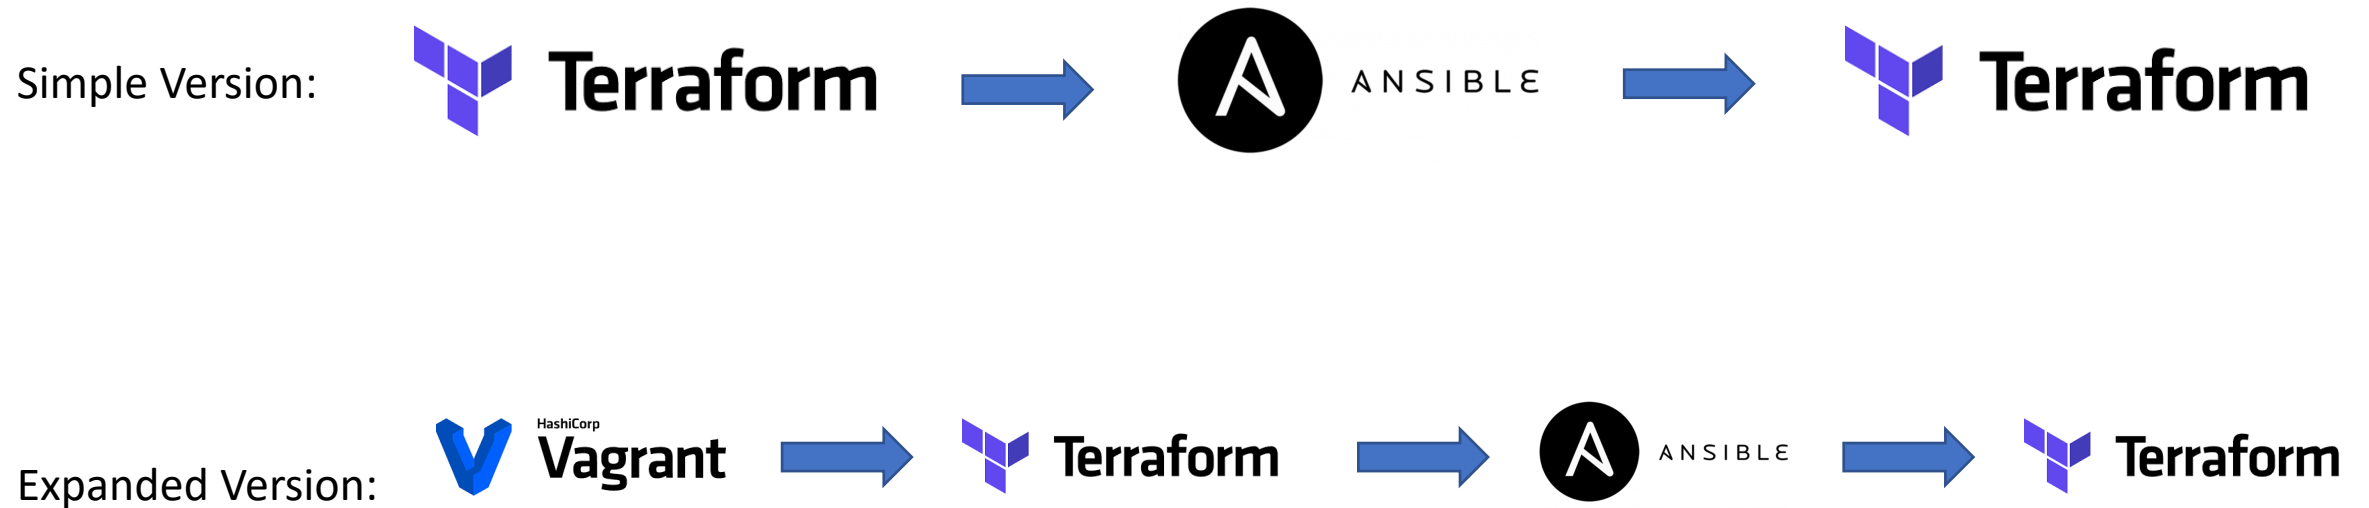 Simple Version:
Terraform
ANSIBLE
Terraform
Expanded Version:
HashiCorp
Vagrant
Terraform
ANSIBLE
Terraform